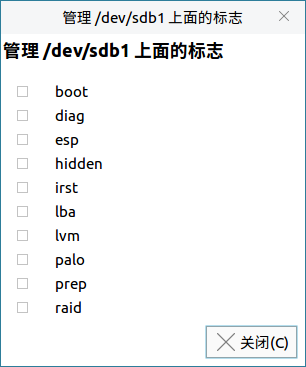 管理 /dev/sdb1 上面的标志
管理 /dev/sdb1 上面的标志
boot
diag
esp
hidden
irst
lba
lvm
palo
prep
raid
关闭(C)